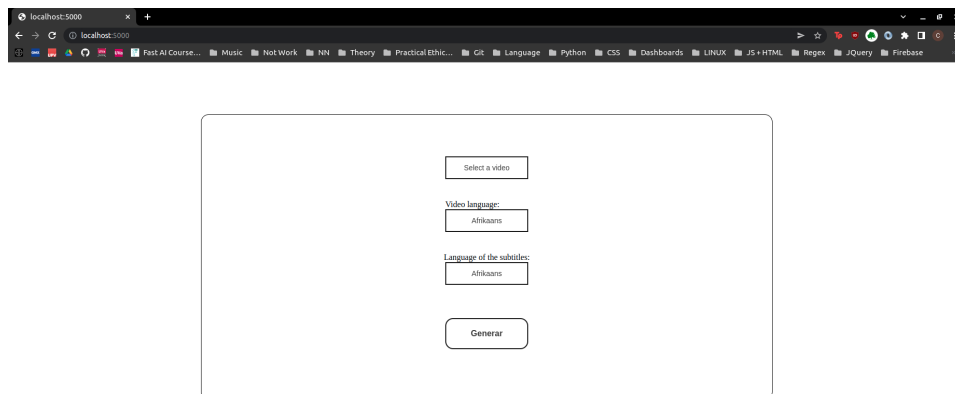 localhost:5000
localhost:5000
Fast AI Course... Music Not Work NN Theory Practical Ethic... Git Language Python CSS Dashboards LINUX JS + HTML Regex JQuery Firebase
Select a video
Video language:
Afrikaans
Language of the subtitles:
Afrikaans
Generar